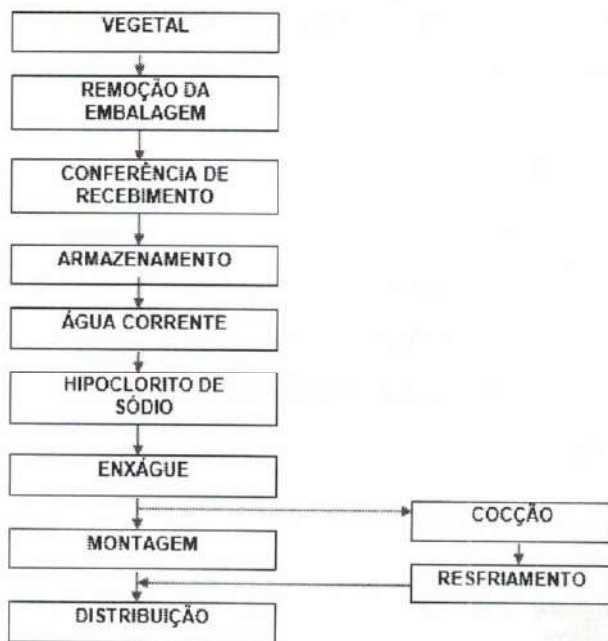 VEGETAL
REMOÇÃO DA
EMBALAGEM
CONFERÊNCIA DE
RECEBIMENTO
ARMAZENAMENTO
ÁGUA CORRENTE
HIPOCLORITO DE
SÓDIO
ENXÁGUE
COCÇÃO
MONTAGEM
RESFRIAMENTO
DISTRIBUIÇÃO